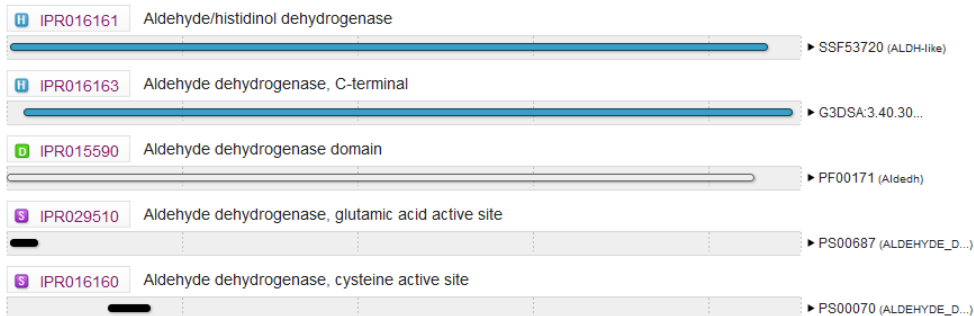 H IPR016161 Aldehyde/histidinol dehydrogenase
SSF53720 (ALDH-like)
H IPR016163 Aldehyde dehydrogenase, C-terminal
G3DSA:3.40.30...
D IPR015590 Aldehyde dehydrogenase domain
PF00171 (Aldedh)
S IPR029510 Aldehyde dehydrogenase, glutamic acid active site
PS00687 (ALDEHYDE_D...)
S IPR016160 Aldehyde dehydrogenase, cysteine active site
PS00070 (ALDEHYDE_D...)